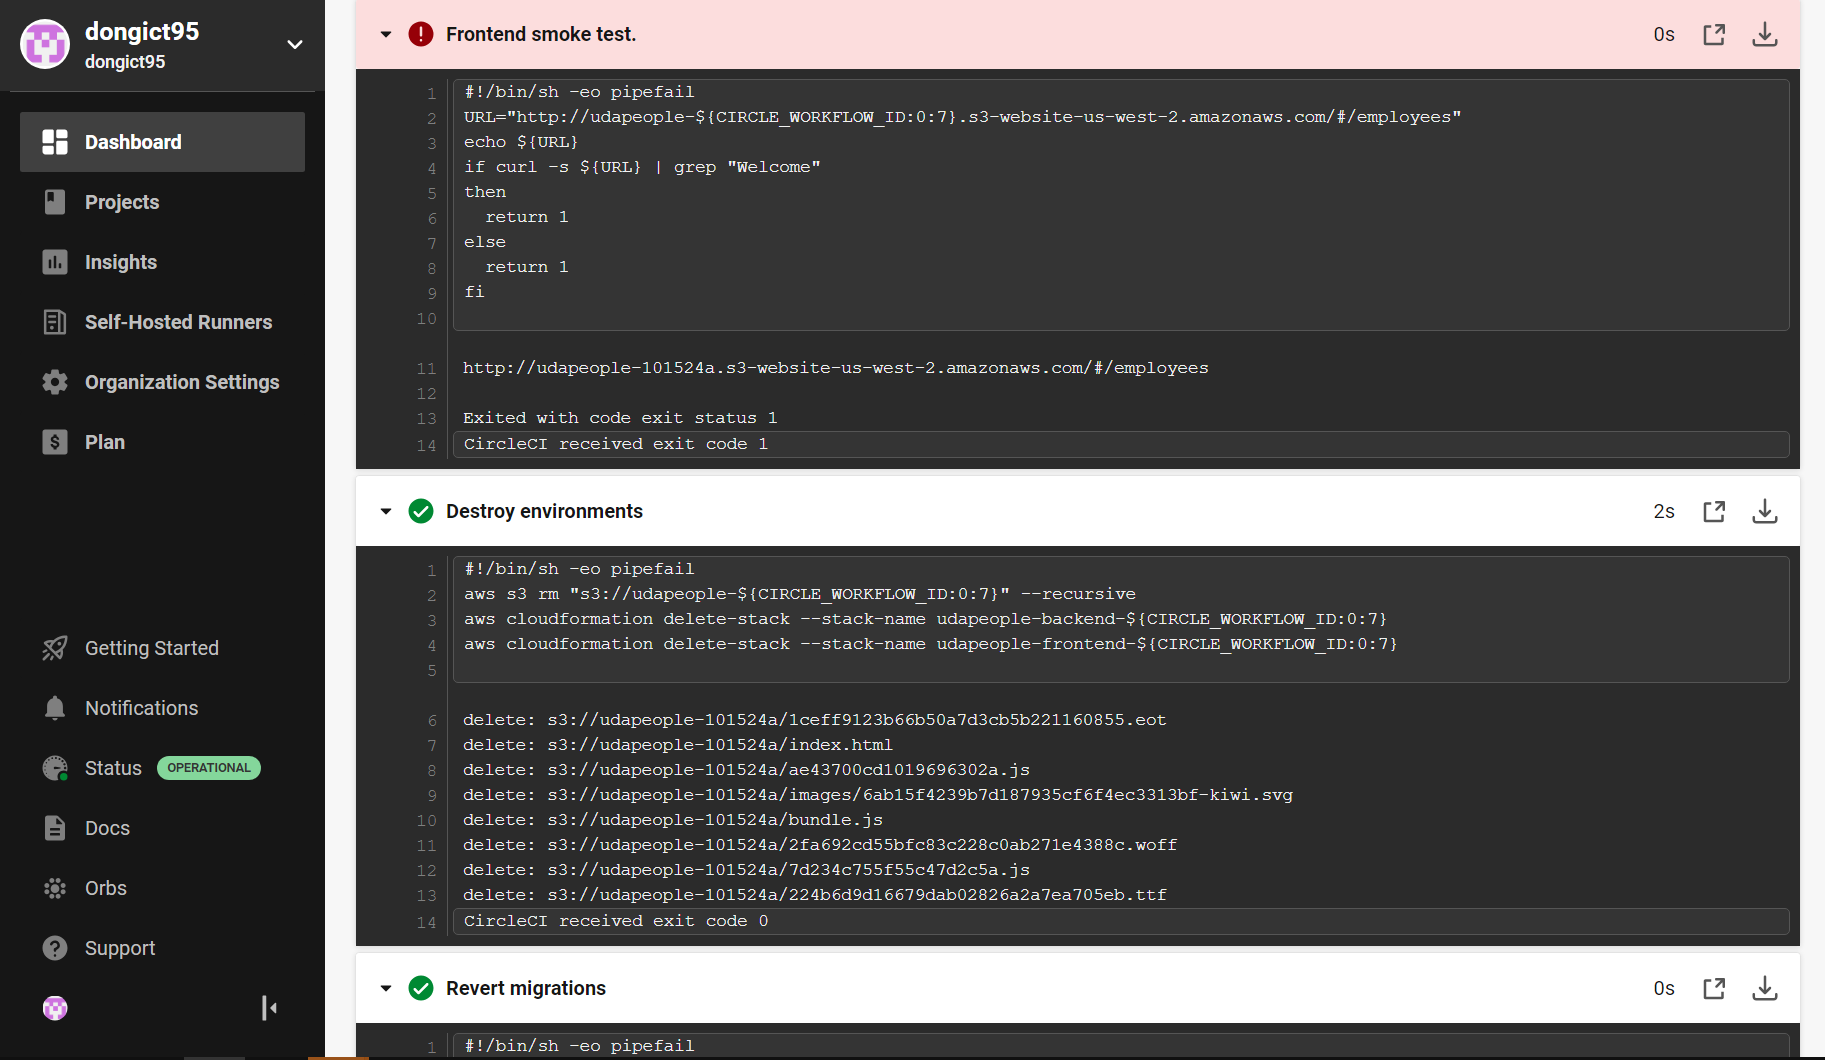 dongict95
dongict95
Dashboard
Projects
Insights
Self-Hosted Runners
Organization Settings
Plan
Getting Started
Notifications
Status OPERATIONAL
Docs
Orbs
Support
Frontend smoke test. 0s
1 #!/bin/sh -eo pipefail
2 URL="http://udapeople-${CIRCLE_WORKFLOW_ID:0:7}.s3-website-us-west-2.amazonaws.com/#/employees"
3 echo ${URL}
4 if curl -s ${URL} | grep "Welcome"
5 then
6   return 1
7 else
8   return 1
9 fi
10
11 http://udapeople-101524a.s3-website-us-west-2.amazonaws.com/#/employees
12
13 Exited with code exit status 1
14 CircleCI received exit code 1
Destroy environments 2s
1 #!/bin/sh -eo pipefail
2 aws s3 rm "s3://udapeople-${CIRCLE_WORKFLOW_ID:0:7}" --recursive
3 aws cloudformation delete-stack --stack-name udapeople-backend-${CIRCLE_WORKFLOW_ID:0:7}
4 aws cloudformation delete-stack --stack-name udapeople-frontend-${CIRCLE_WORKFLOW_ID:0:7}
5
6 delete: s3://udapeople-101524a/1ceff9123b66b50a7d3cb5b221160855.eot
7 delete: s3://udapeople-101524a/index.html
8 delete: s3://udapeople-101524a/ae43700cd1019696302a.js
9 delete: s3://udapeople-101524a/images/6ab15f4239b7d187935cf6f4ec3313bf-kiwi.svg
10 delete: s3://udapeople-101524a/bundle.js
11 delete: s3://udapeople-101524a/2fa692cd55bfc83c228c0ab271e4388c.woff
12 delete: s3://udapeople-101524a/7d234c755f55c47d2c5a.js
13 delete: s3://udapeople-101524a/224b6d9d16679dab02826a2a7ea705eb.ttf
14 CircleCI received exit code 0
Revert migrations 0s
1 #!/bin/sh -eo pipefail